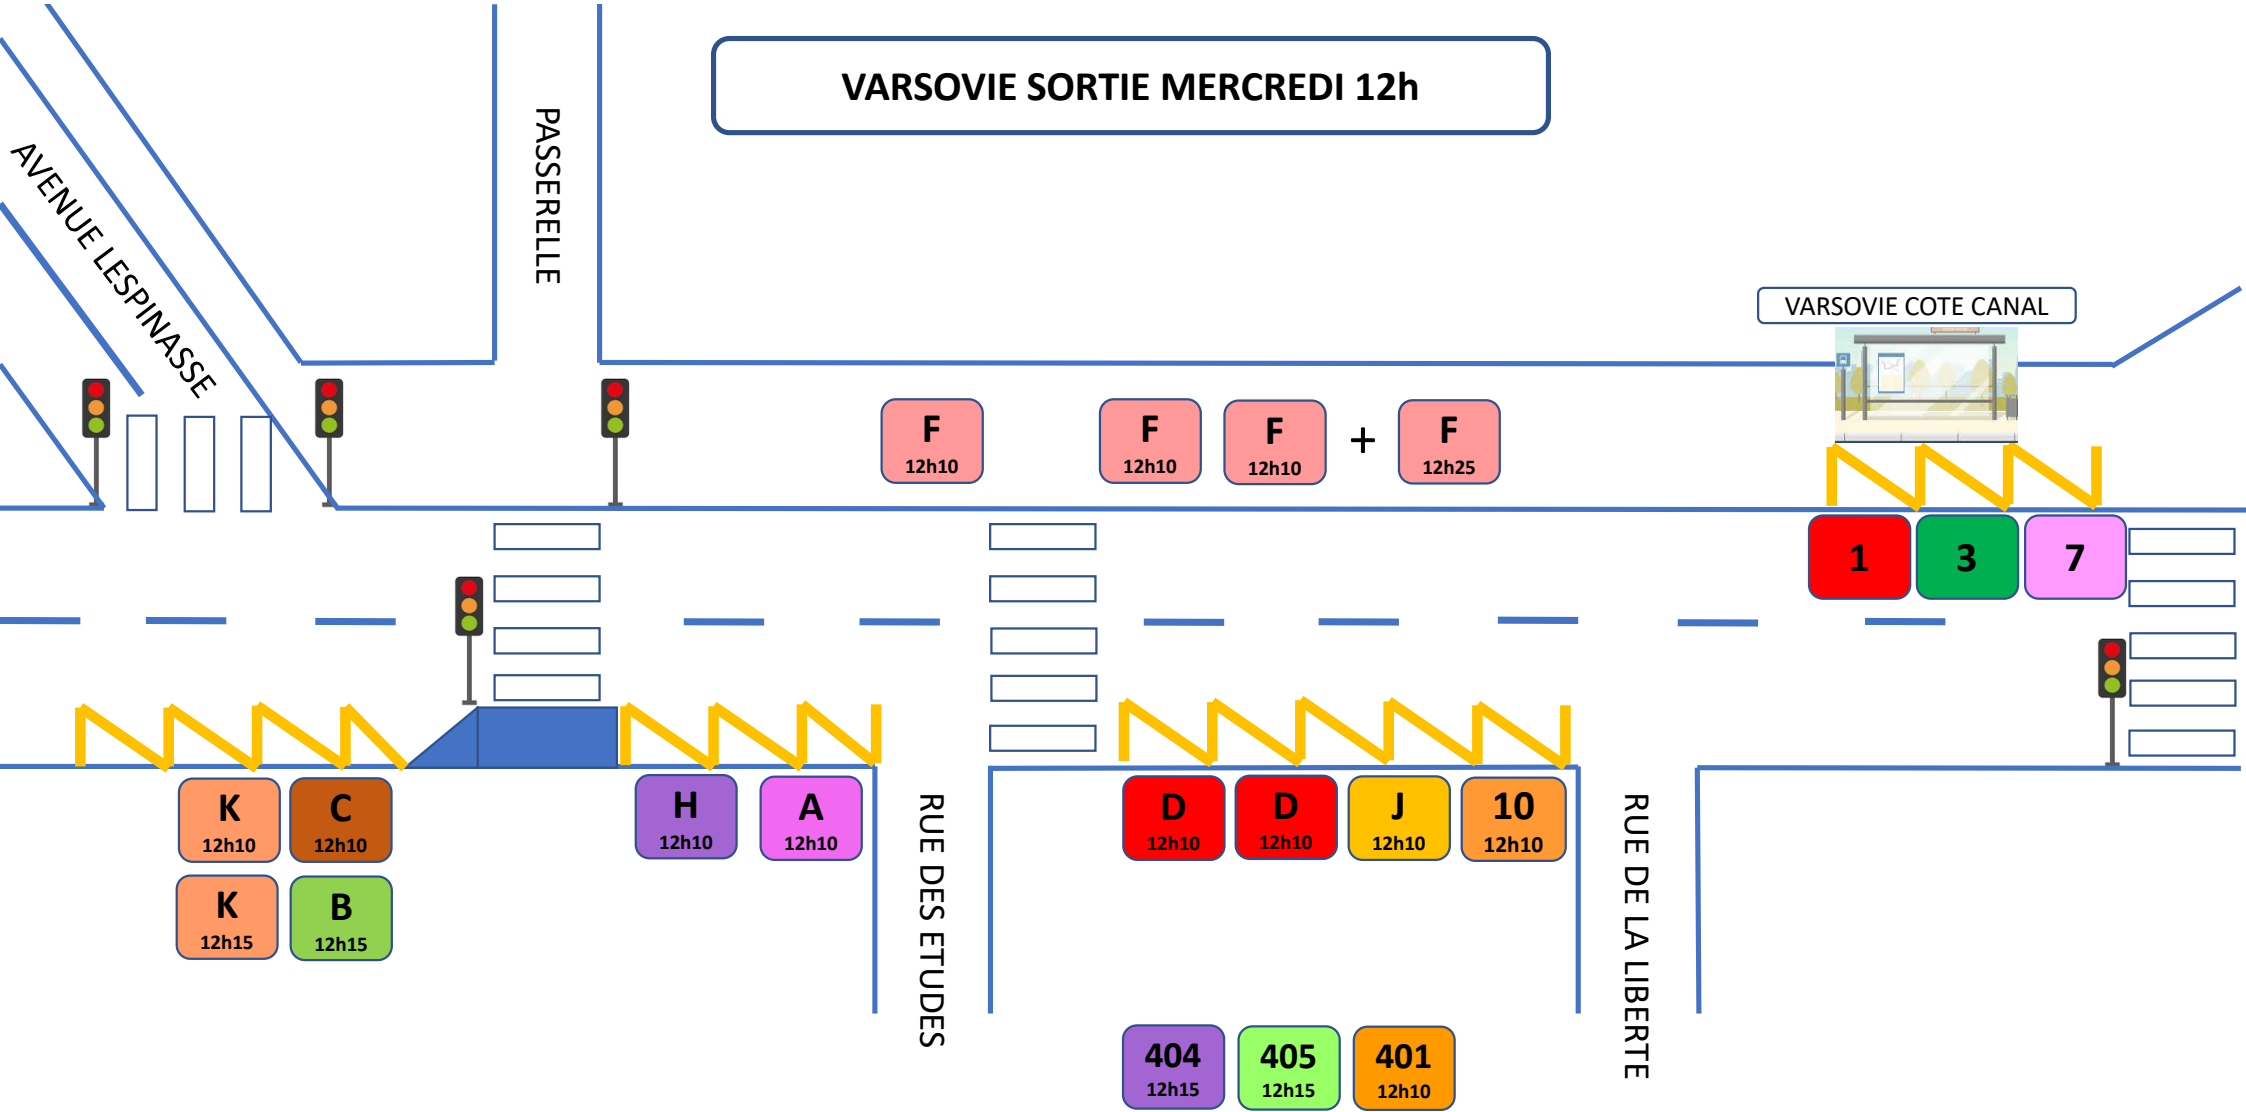 VARSOVIE SORTIE MERCREDI 12h
PASSERELLE
AVENUE LESPINASSE
VARSOVIE COTE CANAL
F
12h10
F
12h10
F
12h10
+
F
12h25
1
3
7
K
12h10
C
12h10
H
12h10
A
12h10
D
12h10
D
12h10
J
12h10
10
12h10
K
12h15
B
12h15
RUE DES ETUDES
RUE DE LA LIBERTE
404
12h15
405
12h15
401
12h10